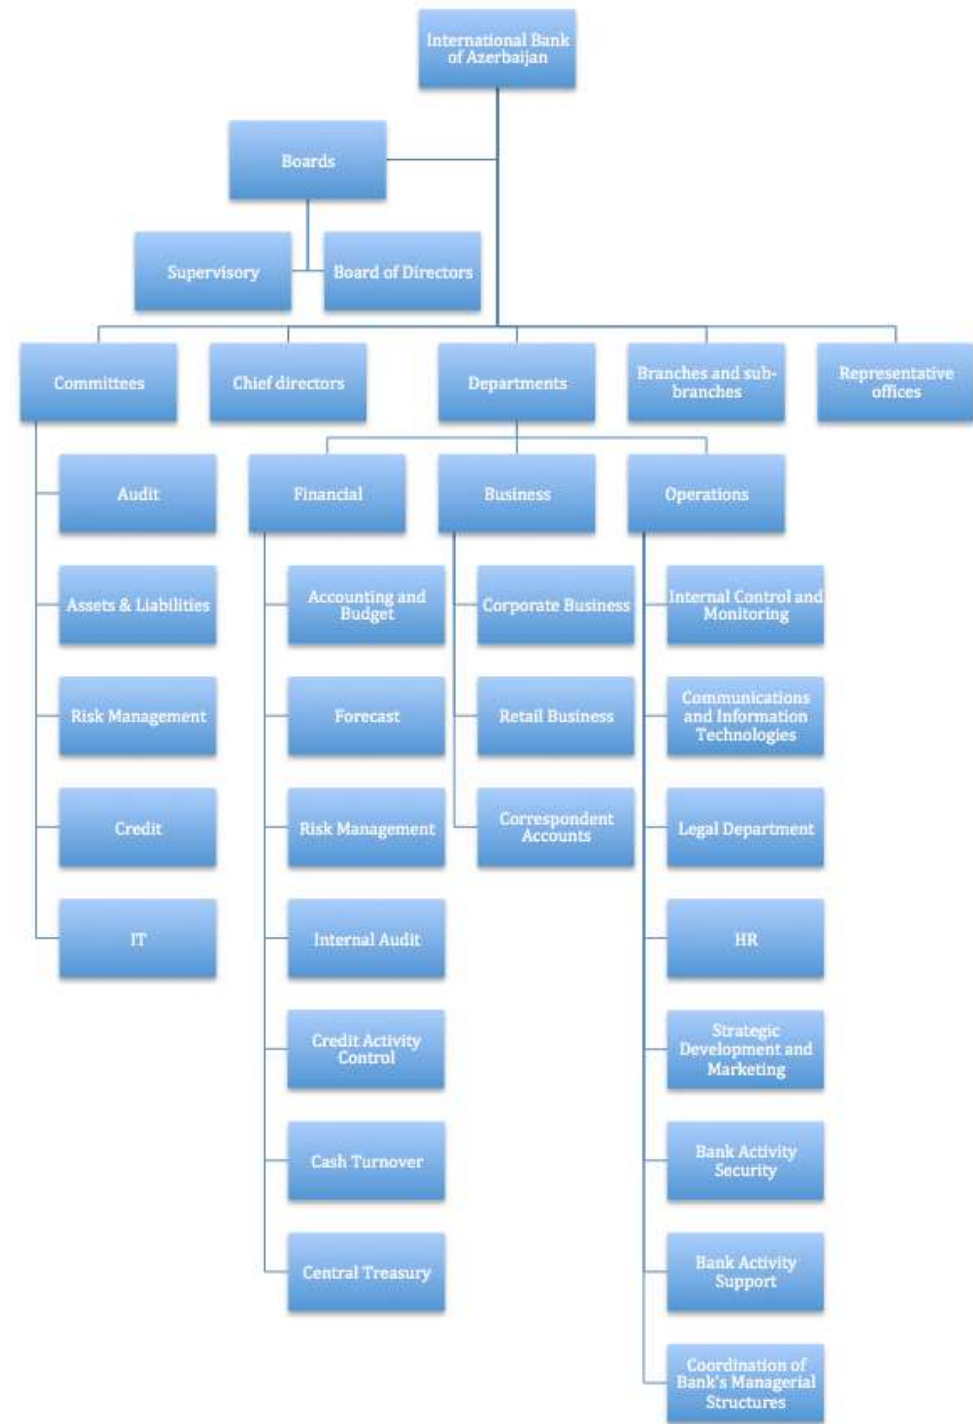 International Bank
of Azerbaijan
Boards
Supervisory
Board of Directors
Committees
Chief directors
Departments
Branches and sub-
branches
Representative
offices
Audit
Financial
Business
Operations
Assets & Liabilities
Accounting and
Budget
Corporate Business
Internal Control and
Monitoring
Risk Management
Forecast
Retail Business
Communications
and Information
Technologies
Credit
Risk Management
Correspondent
Accounts
Legal Department
IT
Internal Audit
HR
Credit Activity
Control
Strategic
Development and
Marketing
Cash Turnover
Bank Activity
Security
Central Treasury
Bank Activity
Support
Coordination of
Bank's Managerial
Structures